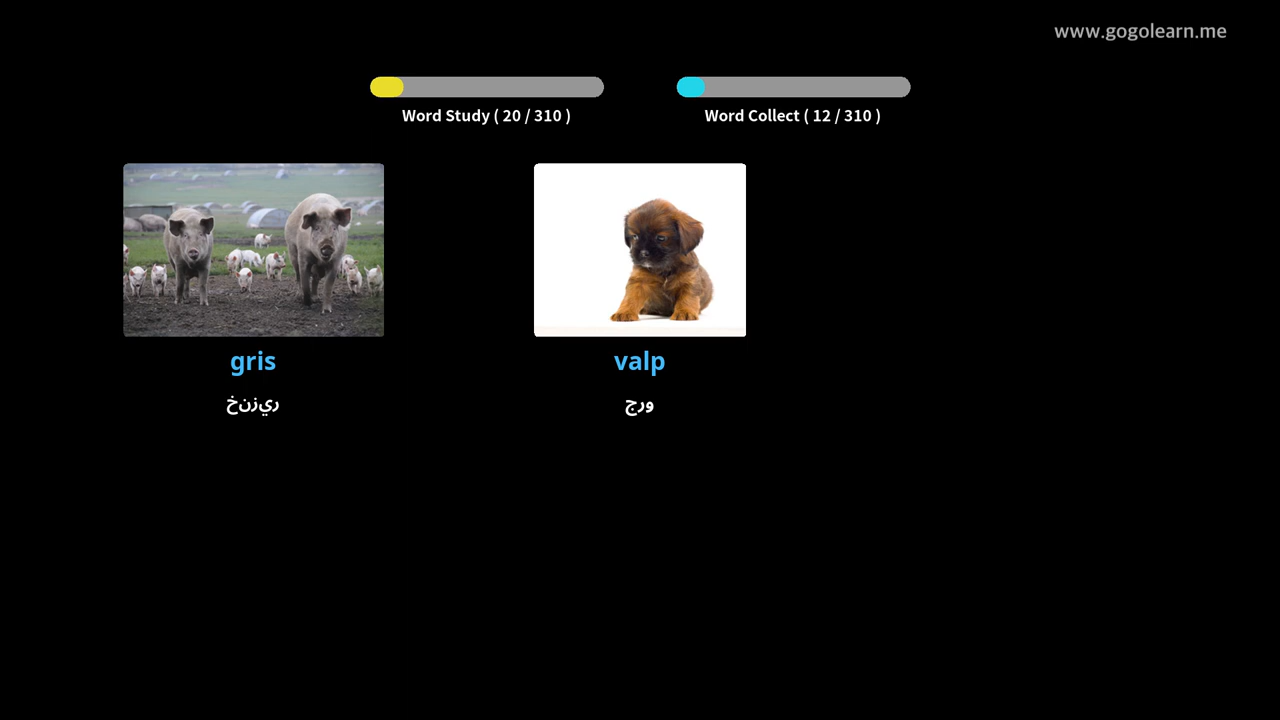 www.gogolearn.me
Word Study ( 20 / 310 )
Word Collect ( 12 / 310 )
gris
خنزير
valp
جرو